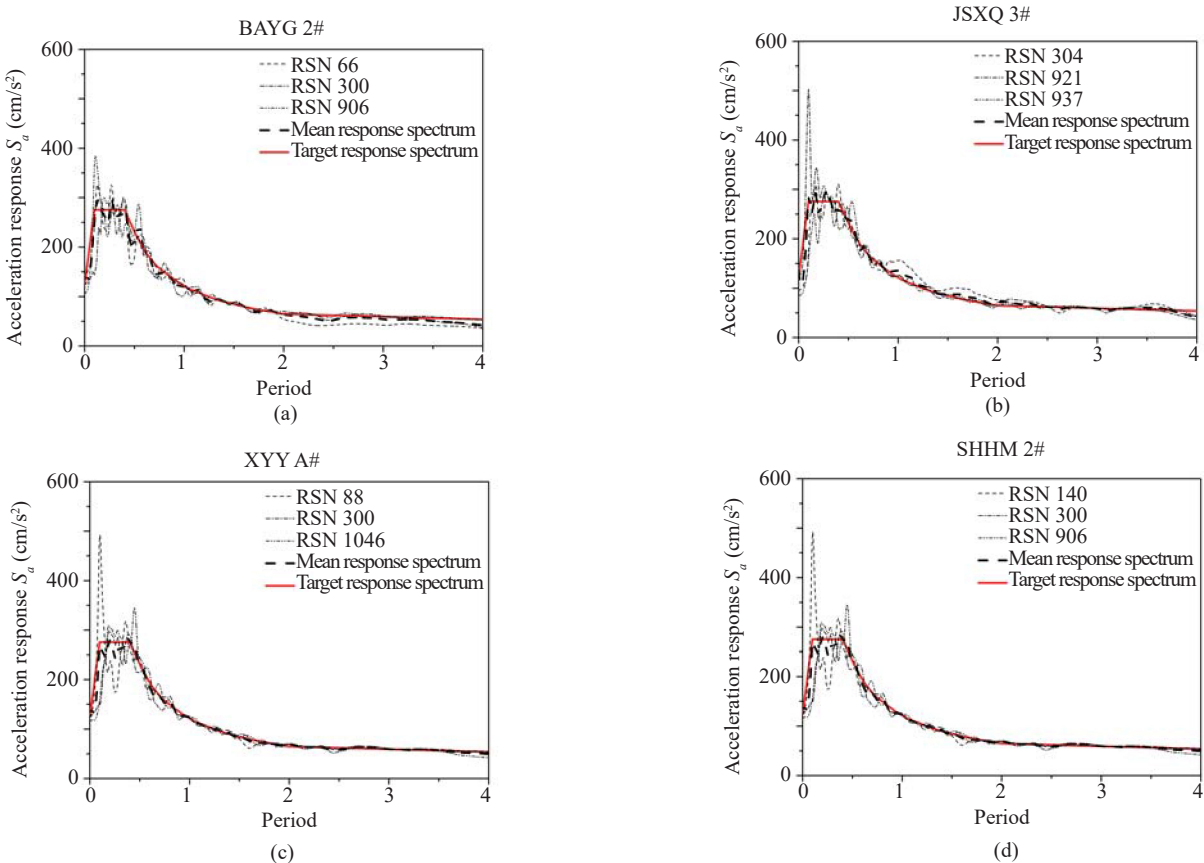 BAYG 2#
600
400
200
0
Acceleration response Sa (cm/s²)
RSN 66
RSN 300
RSN 906
Mean response spectrum
Target response spectrum
0 1 2 3 4
Period
(a)
JSXQ 3#
600
400
200
0
Acceleration response Sa (cm/s²)
RSN 304
RSN 921
RSN 937
Mean response spectrum
Target response spectrum
0 1 2 3 4
Period
(b)
XYY A#
600
400
200
0
Acceleration response Sa (cm/s²)
RSN 88
RSN 300
RSN 1046
Mean response spectrum
Target response spectrum
0 1 2 3 4
Period
(c)
SHHM 2#
600
400
200
0
Acceleration response Sa (cm/s²)
RSN 140
RSN 300
RSN 906
Mean response spectrum
Target response spectrum
0 1 2 3 4
Period
(d)